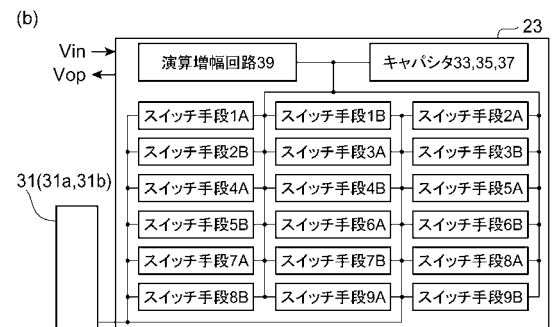 (b)
23
Vin
Vop
演算増幅回路39 キャパシタ33,35,37
スイッチ手段1A スイッチ手段1B スイッチ手段2A
スイッチ手段2B スイッチ手段3A スイッチ手段3B
スイッチ手段4A スイッチ手段4B スイッチ手段5A
31(31a,31b)
スイッチ手段5B スイッチ手段6A スイッチ手段6B
スイッチ手段7A スイッチ手段7B スイッチ手段8A
スイッチ手段8B スイッチ手段9A スイッチ手段9B